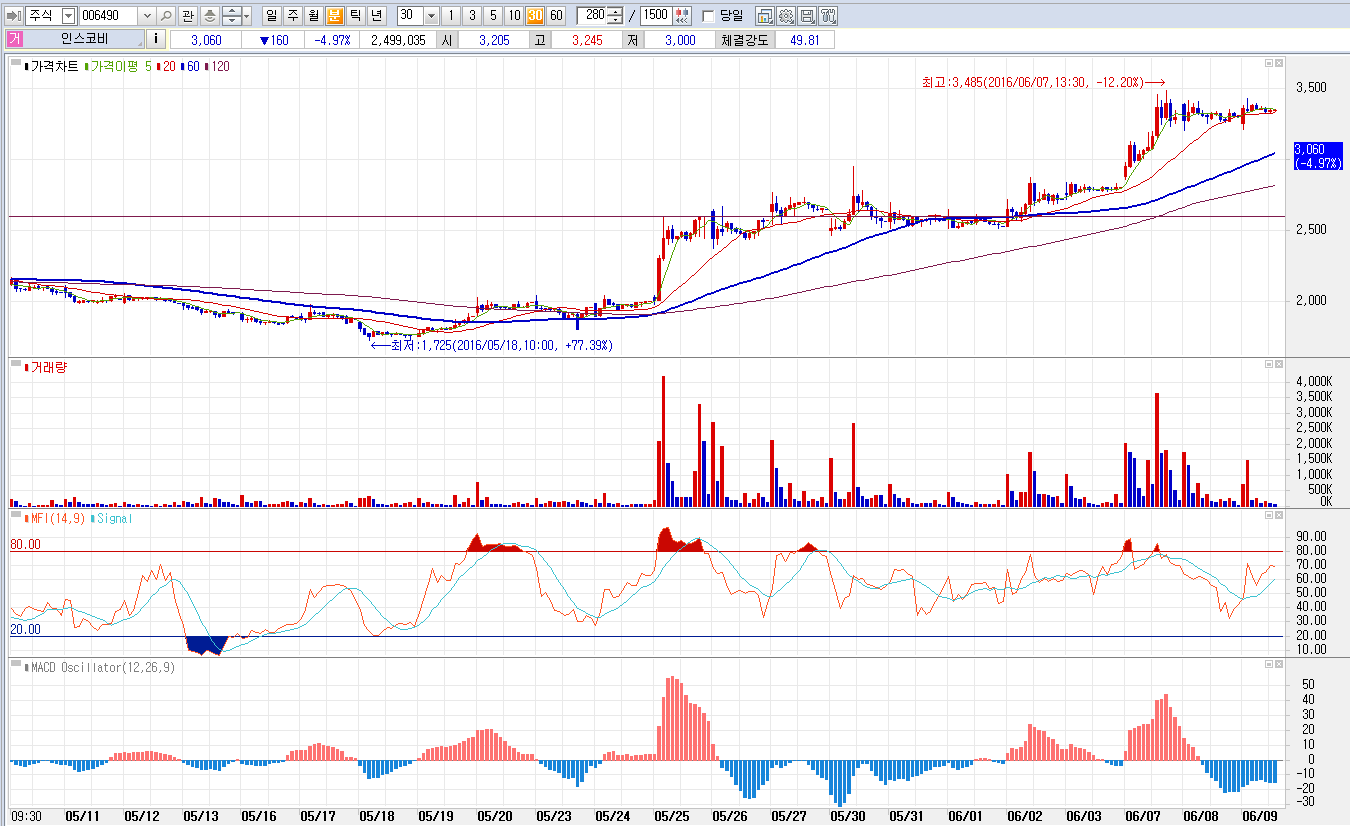 주식 006490 관 일 주 월 분 틱 년 30 1 3 5 10 30 60 280 / 1500 당일
거 인스코비 i 3,060 ▼160 -4.97% 2,499,035 시 3,205 고 3,245 저 3,000 체결강도 49.81
가격차트 가격이평 5 20 60 120
최고:3,485(2016/06/07,13:30, -12.20%)→
3,500
3,060
(-4.97%)
2,500
2,000
←최저:1,725(2016/05/18,10:00, +77.39%)
거래량
4,000K
3,500K
3,000K
2,500K
2,000K
1,500K
1,000K
500K
0K
MFI(14,9) Signal
80.00
20.00
90.00
80.00
70.00
60.00
50.00
40.00
30.00
20.00
10.00
MACD Oscillator(12,26,9)
50
40
30
20
10
0
-10
-20
-30
09:30 05/11 05/12 05/13 05/16 05/17 05/18 05/19 05/20 05/23 05/24 05/25 05/26 05/27 05/30 05/31 06/01 06/02 06/03 06/07 06/08 06/09